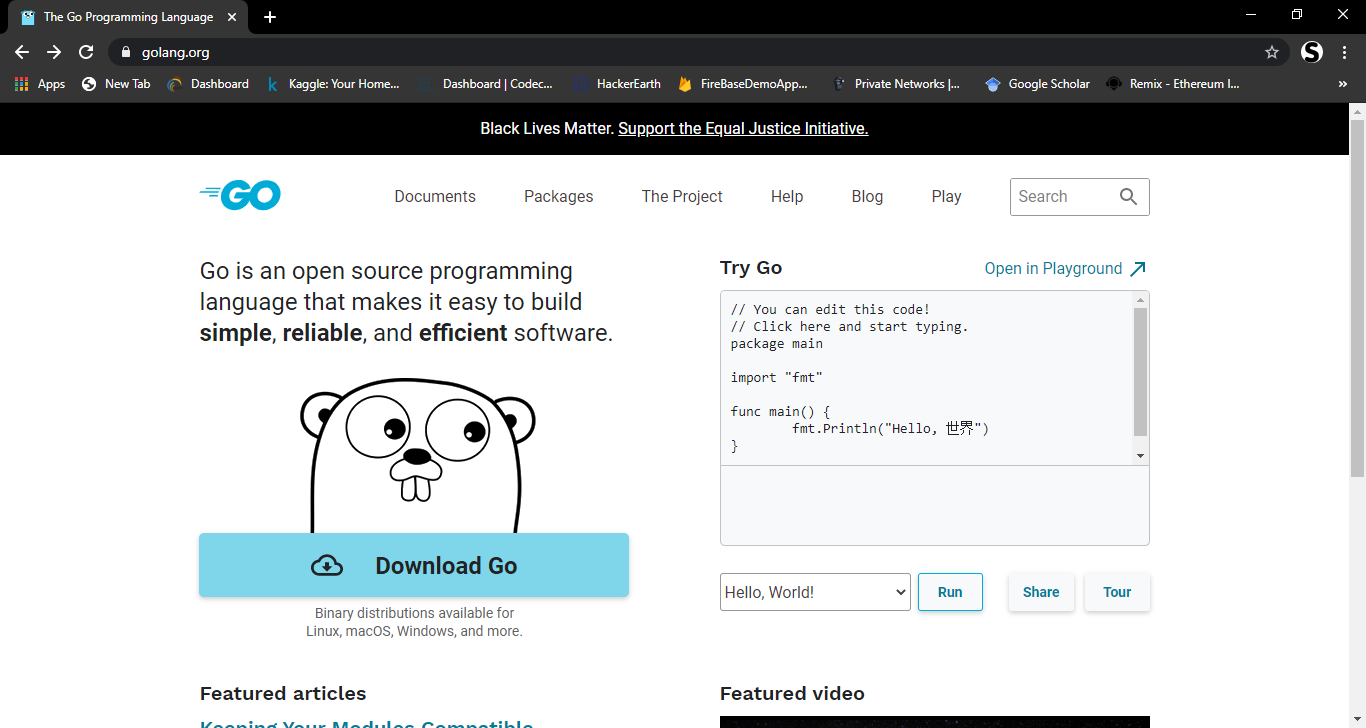 The Go Programming Language
golang.org
Apps
New Tab
Dashboard
Kaggle: Your Home...
Dashboard | Codec...
HackerEarth
FireBaseDemoApp...
Private Networks |...
Google Scholar
Remix - Ethereum I...
»
Black Lives Matter. Support the Equal Justice Initiative.
GO
Documents
Packages
The Project
Help
Blog
Play
Search
Go is an open source programming
language that makes it easy to build
simple, reliable, and efficient software.
Download Go
Binary distributions available for
Linux, macOS, Windows, and more.
Try Go
Open in Playground
// You can edit this code!
// Click here and start typing.
package main
import "fmt"
func main() {
fmt.Println("Hello, 世界")
}
Hello, World!
Run
Share
Tour
Featured articles
Keeping Your Modules Compatible
Featured video